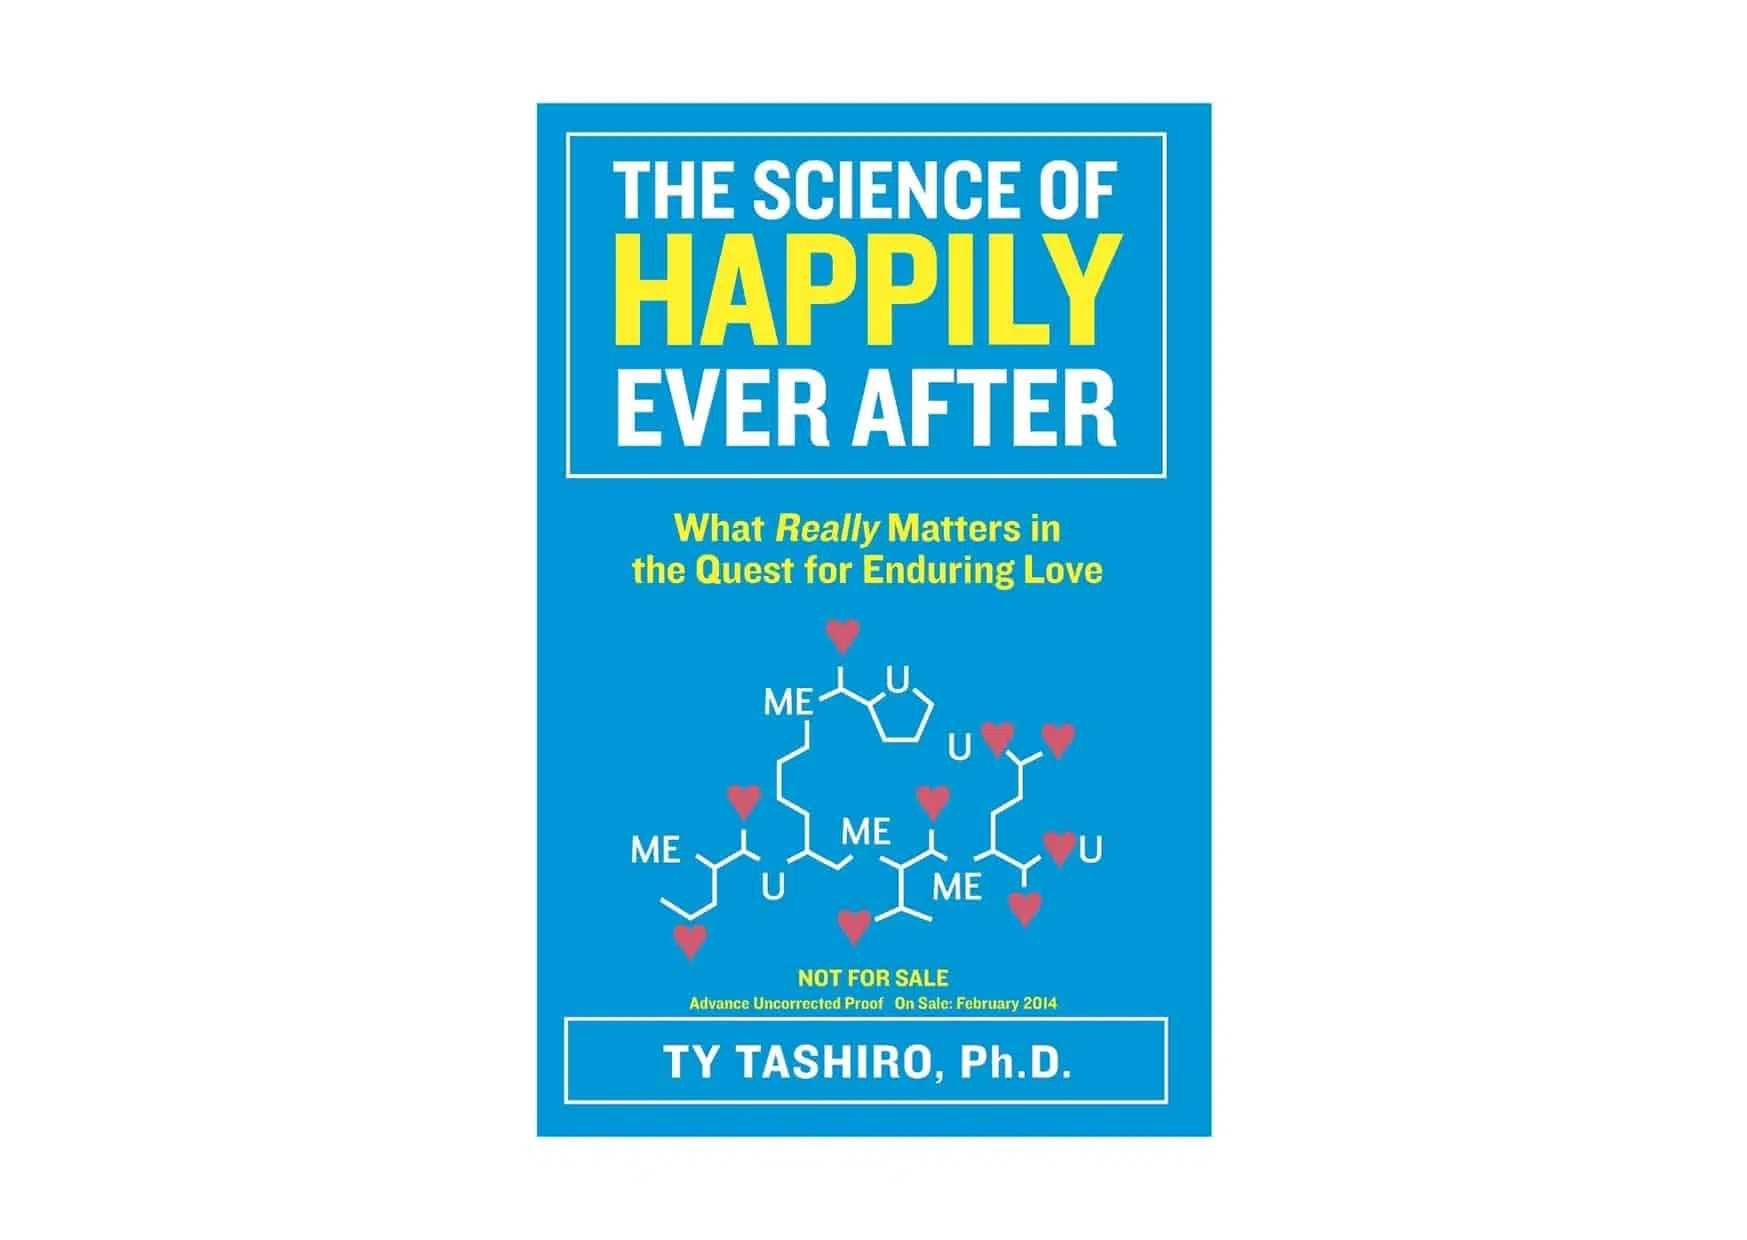 THE SCIENCE OF
HAPPILY
EVER AFTER
What Really Matters in
the Quest for Enduring Love
U
ME
U
ME
ME
U
U
ME
NOT FOR SALE
Advance Uncorrected Proof On Sale: February 2014
TY TASHIRO, Ph.D.